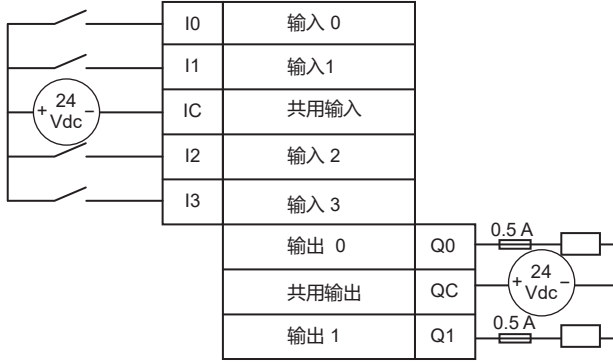 I0 输入 0
I1 输入1
24
+ Vdc −
IC 共用输入
I2 输入 2
I3 输入 3
输出 0 Q0 0.5 A
共用输出 QC
24
+ Vdc −
输出 1 Q1 0.5 A